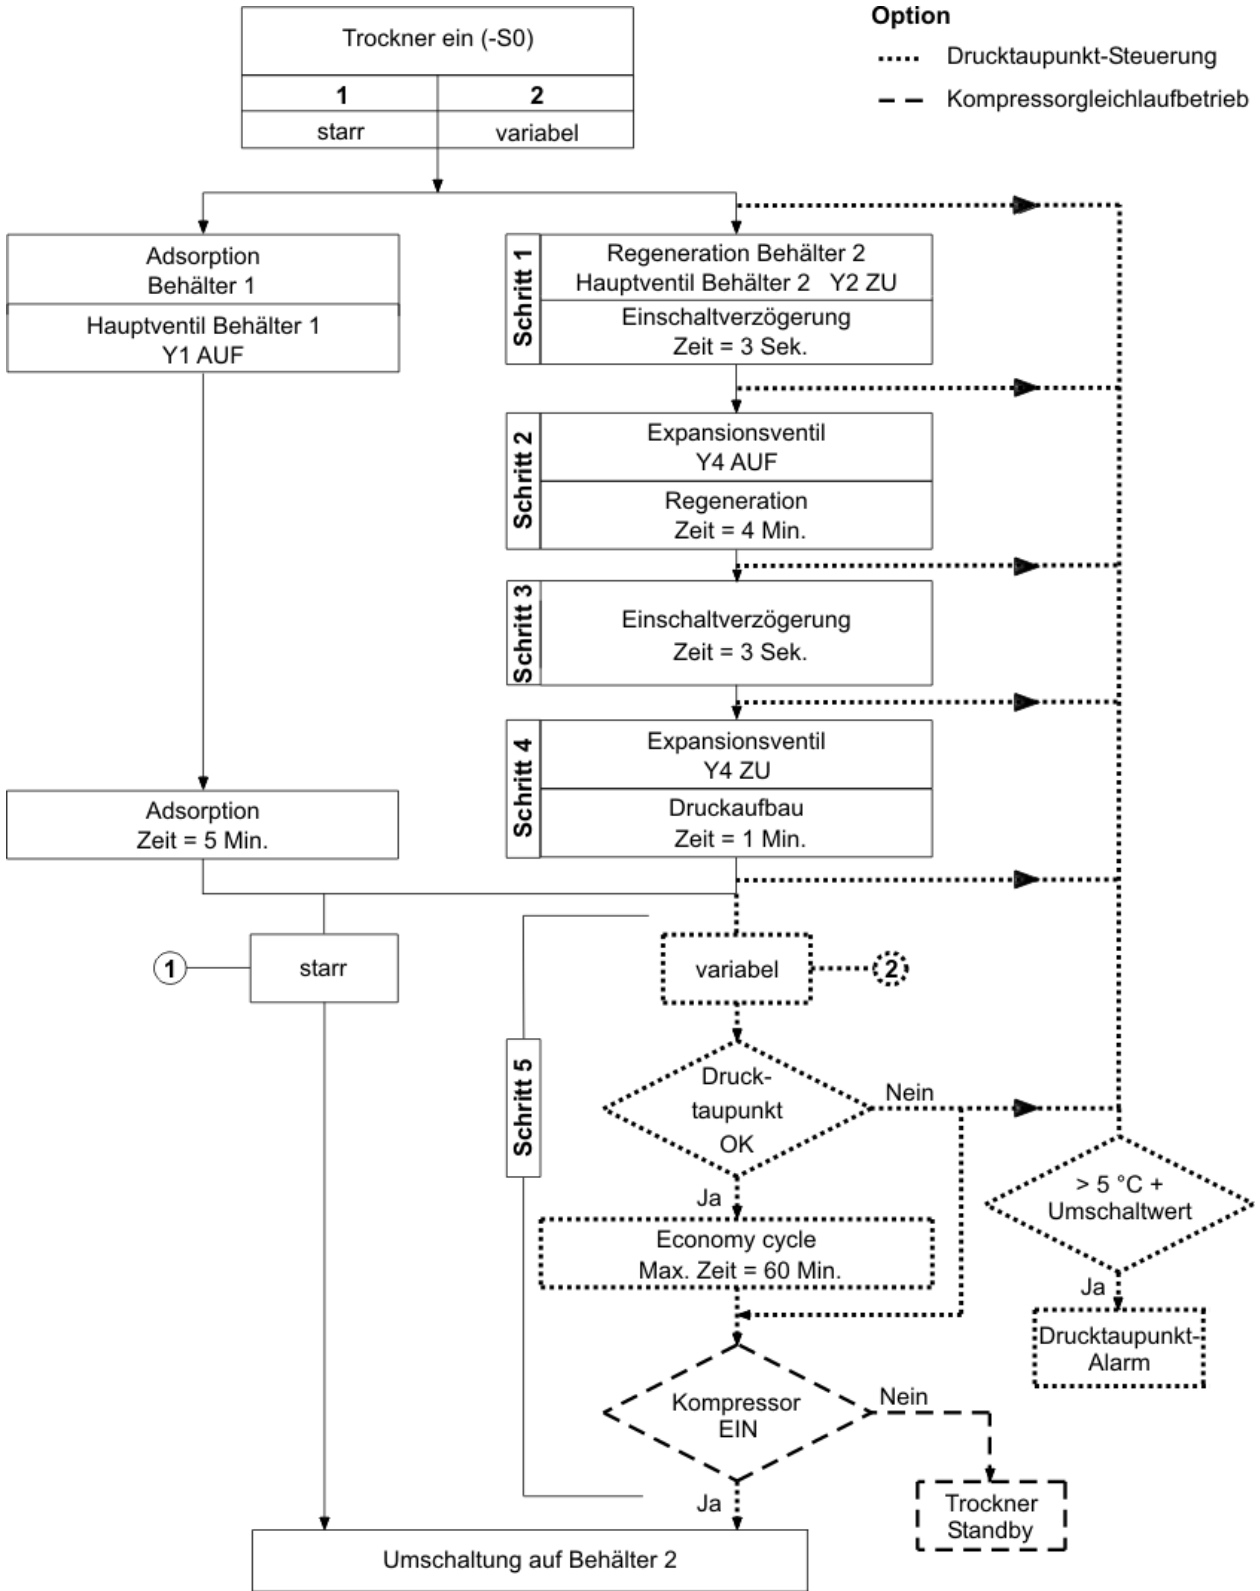 Option
Drucktaupunkt-Steuerung
Kompressorgleichlaufbetrieb
Trockner ein (-S0)
1
2
starr
variabel
Adsorption
Behälter 1
Hauptventil Behälter 1
Y1 AUF
Schritt 1
Regeneration Behälter 2
Hauptventil Behälter 2 Y2 ZU
Einschaltverzögerung
Zeit = 3 Sek.
Schritt 2
Expansionsventil
Y4 AUF
Regeneration
Zeit = 4 Min.
Schritt 3
Einschaltverzögerung
Zeit = 3 Sek.
Schritt 4
Expansionsventil
Y4 ZU
Druckaufbau
Zeit = 1 Min.
Adsorption
Zeit = 5 Min.
1
starr
variabel
2
Schritt 5
Druck-
taupunkt
OK
Nein
Ja
> 5 °C +
Umschaltwert
Ja
Drucktaupunkt-
Alarm
Economy cycle
Max. Zeit = 60 Min.
Kompressor
EIN
Nein
Ja
Trockner
Standby
Umschaltung auf Behälter 2